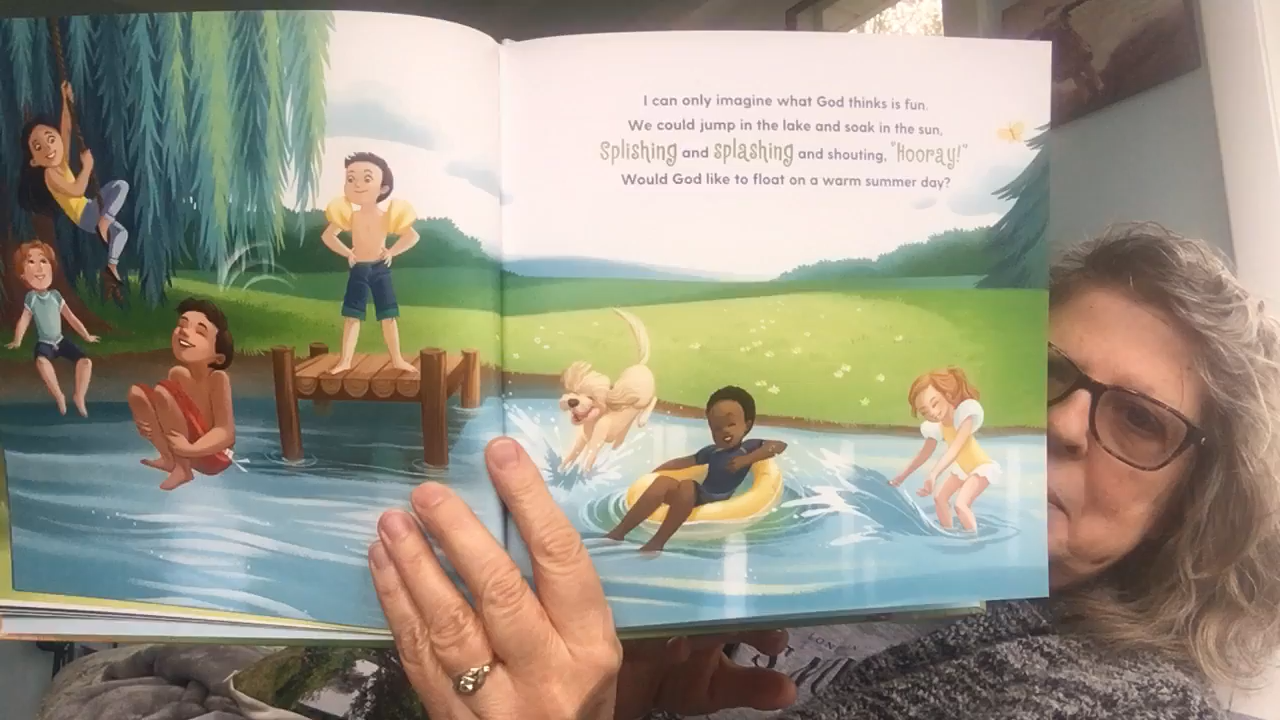 I can only imagine what God thinks is fun.
We could jump in the lake and soak in the sun,
Splishing and splashing and shouting, "Hooray!"
Would God like to float on a warm summer day?
LONDON